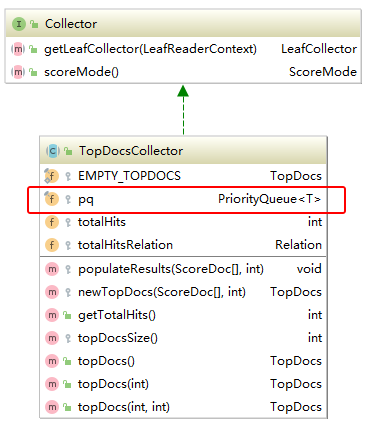 Collector
getLeafCollector(LeafReaderContext) LeafCollector
scoreMode() ScoreMode
TopDocsCollector
EMPTY_TOPDOCS TopDocs
pq PriorityQueue<T>
totalHits int
totalHitsRelation Relation
populateResults(ScoreDoc[], int) void
newTopDocs(ScoreDoc[], int) TopDocs
getTotalHits() int
topDocsSize() int
topDocs() TopDocs
topDocs(int) TopDocs
topDocs(int, int) TopDocs